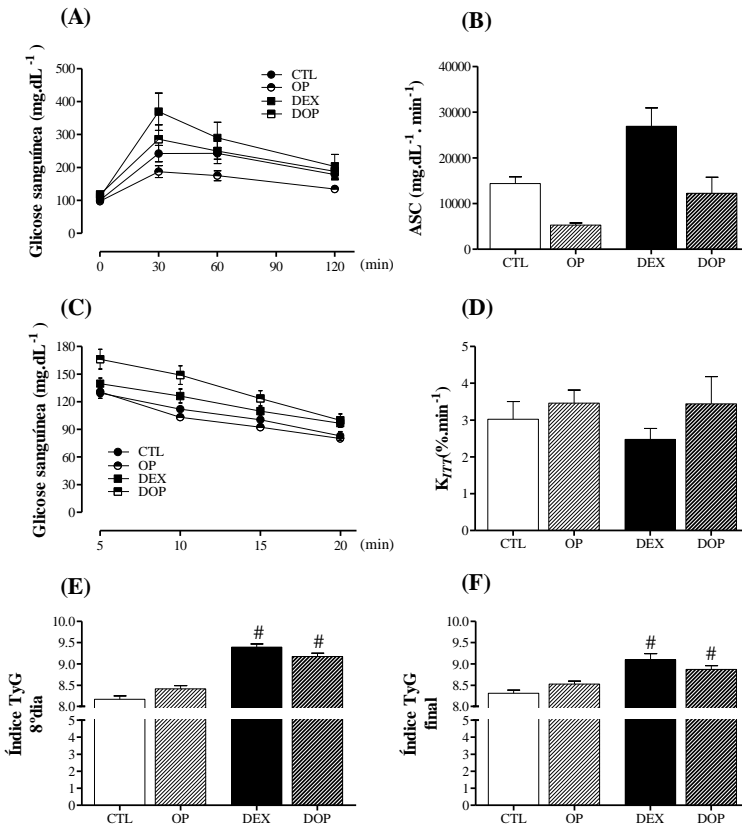 (A)
Glicose sanguínea (mg.dL-1)
500
400
300
200
100
0
0 30 60 90 120 (min)
CTL
OP
DEX
DOP
(B)
ASC (mg.dL-1. min-1)
40000
30000
20000
10000
0
CTL OP DEX DOP
(C)
Glicose sanguínea (mg.dL-1)
180
150
120
90
60
30
0
CTL
OP
DEX
DOP
5 10 15 20 (min)
(D)
KITT(%.min-1)
5
4
3
2
1
0
CTL OP DEX DOP
(E)
Índice TyG
8ºdia
10.0
9.5
9.0
8.5
8.0
5
4
3
2
1
0
# #
CTL OP DEX DOP
(F)
Índice TyG
final
10.0
9.5
9.0
8.5
8.0
5
4
3
2
1
0
# #
CTL OP DEX DOP